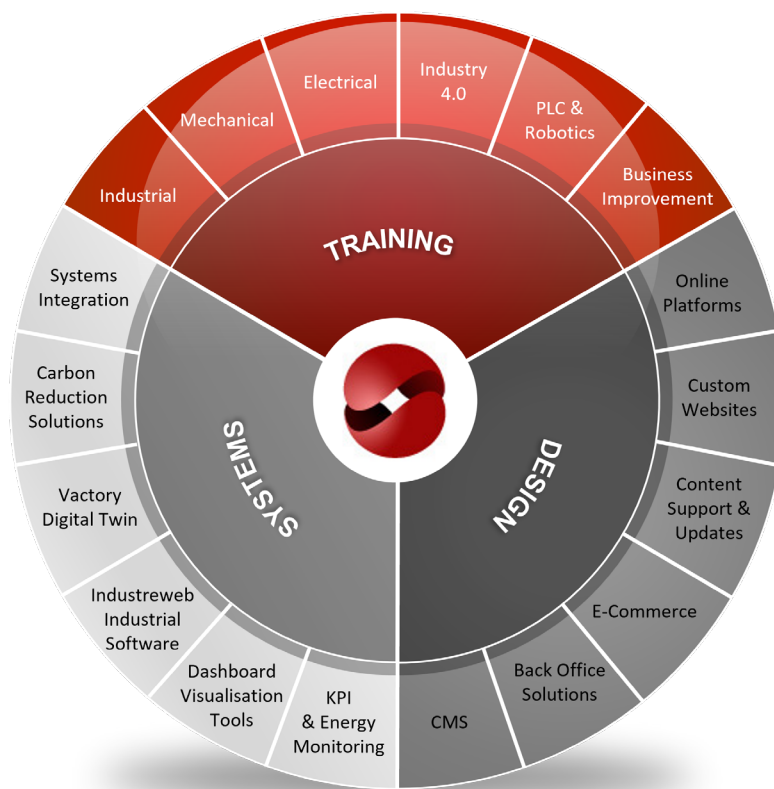 Industrial
Mechanical
Electrical
Industry
4.0
PLC &
Robotics
Business
Improvement
TRAINING
Online
Platforms
Custom
Websites
Content
Support &
Updates
E-Commerce
Back Office
Solutions
CMS
DESIGN
KPI
& Energy
Monitoring
Dashboard
Visualisation
Tools
Industreweb
Industrial
Software
Vactory
Digital Twin
Carbon
Reduction
Solutions
Systems
Integration
SYSTEMS